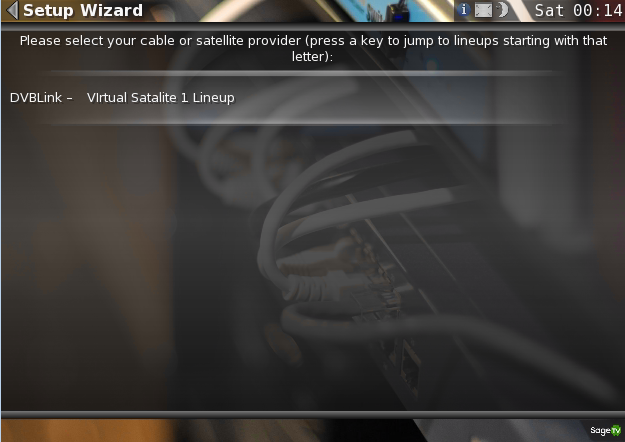 Setup Wizard
i
Sat 00:14
Please select your cable or satellite provider (press a key to jump to lineups starting with that
letter):
DVBLink – VIrtual Satalite 1 Lineup
SageTV